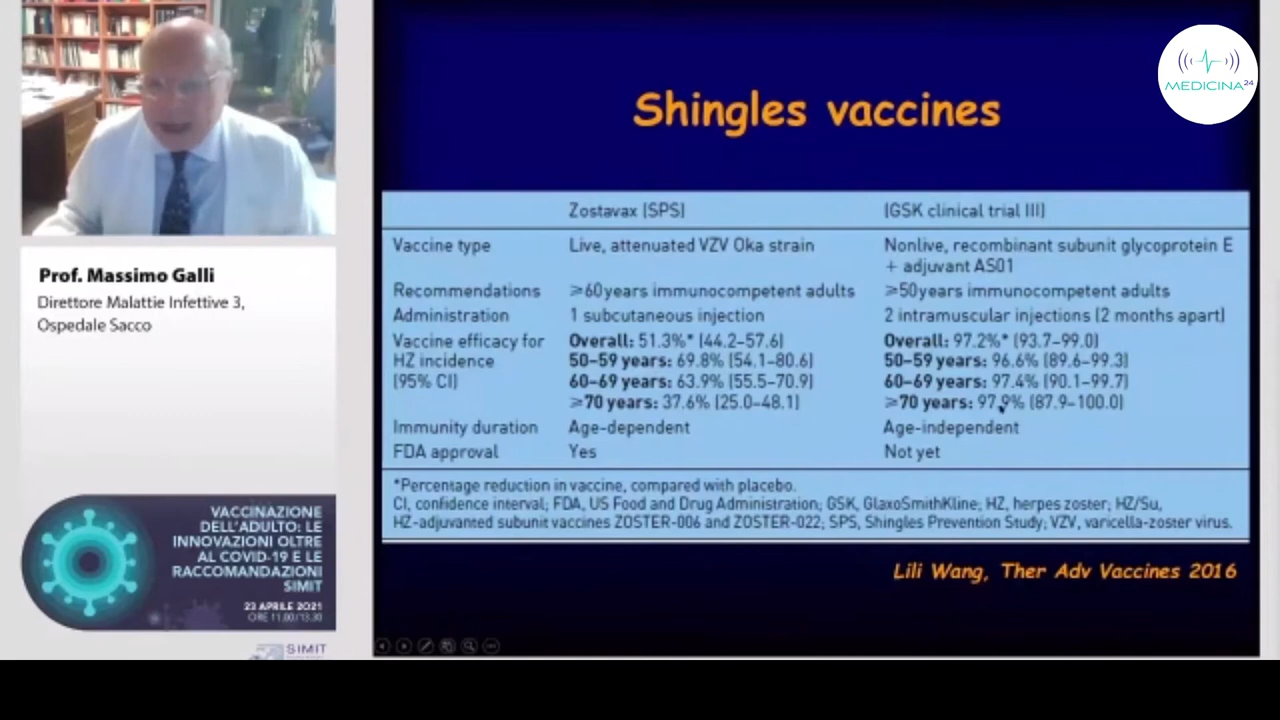 MEDICINA24
Shingles vaccines
Zostavax (SPS) (GSK clinical trial III)
Vaccine type Live, attenuated VZV Oka strain Nonlive, recombinant subunit glycoprotein E
+ adjuvant AS01
Recommendations ⩾60years immunocompetent adults ⩾50years immunocompetent adults
Administration 1 subcutaneous injection 2 intramuscular injections (2 months apart)
Vaccine efficacy for Overall: 51.3%* (44.2–57.6) Overall: 97.2%* (93.7–99.0)
HZ incidence 50–59 years: 69.8% (54.1–80.6) 50–59 years: 96.6% (89.6–99.3)
(95% CI) 60–69 years: 63.9% (55.5–70.9) 60–69 years: 97.4% (90.1–99.7)
⩾70 years: 37.6% (25.0–48.1) ⩾70 years: 97.9% (87.9–100.0)
Immunity duration Age-dependent Age-independent
FDA approval Yes Not yet
*Percentage reduction in vaccine, compared with placebo.
CI, confidence interval; FDA, US Food and Drug Administration; GSK, GlaxoSmithKline; HZ, herpes zoster; HZ/Su,
HZ-adjuvanted subunit vaccines ZOSTER-006 and ZOSTER-022; SPS, Shingles Prevention Study; VZV, varicella-zoster virus.
Lili Wang, Ther Adv Vaccines 2016
Prof. Massimo Galli
Direttore Malattie Infettive 3,
Ospedale Sacco
VACCINAZIONE
DELL'ADULTO: LE
INNOVAZIONI OLTRE
AL COVID-19 E LE
RACCOMANDAZIONI
SIMIT
23 APRILE 2021
ORE 11.00/13.30
SIMIT